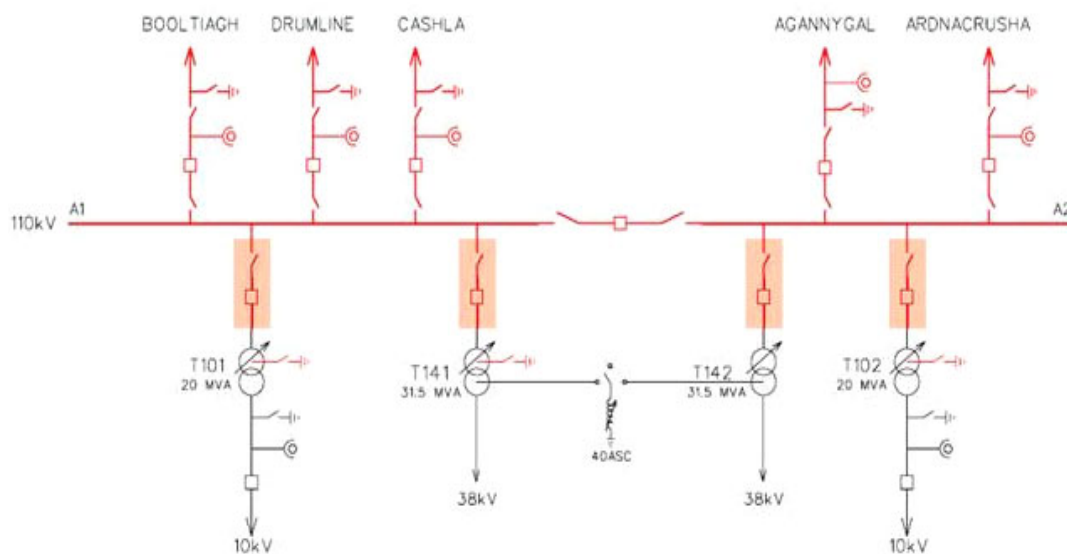 BOOLTIAGH DRUMLINE CASHLA AGANNYGAL ARDNACRUSHA
110kV A1 A2
T101
20 MVA
T141
31.5 MVA
T142
31.5 MVA
T102
20 MVA
40ASC
38kV 38kV
10kV 10kV